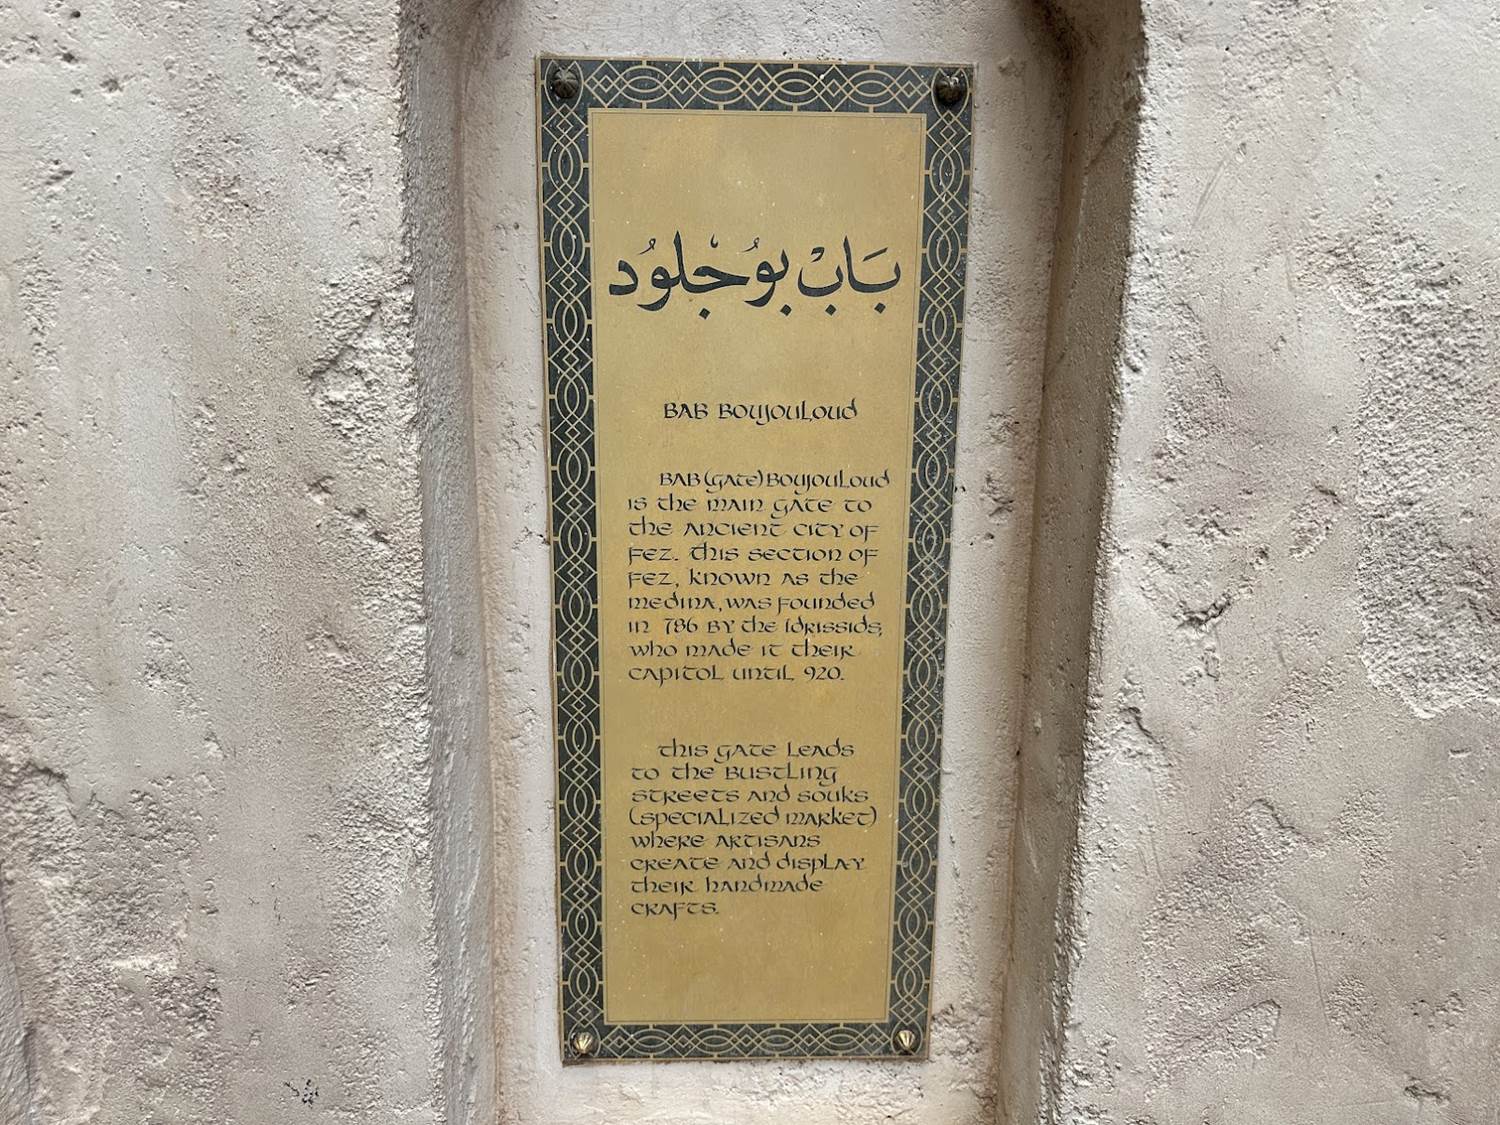 بَابْ بوُجْلوُد
BAB BOUJOULOUD
BAB (GATE) BOUJOULOUD
IS THE MAIN GATE TO
THE ANCIENT CITY OF
FEZ. THIS SECTION OF
FEZ, KNOWN AS THE
MEDINA, WAS FOUNDED
IN 786 BY THE IDRISSIDS,
WHO MADE IT THEIR
CAPITOL UNTIL 920.
THIS GATE LEADS
TO THE BUSTLING
STREETS AND SOUKS
(SPECIALIZED MARKET)
WHERE ARTISANS
CREATE AND DISPLAY
THEIR HANDMADE
CRAFTS.